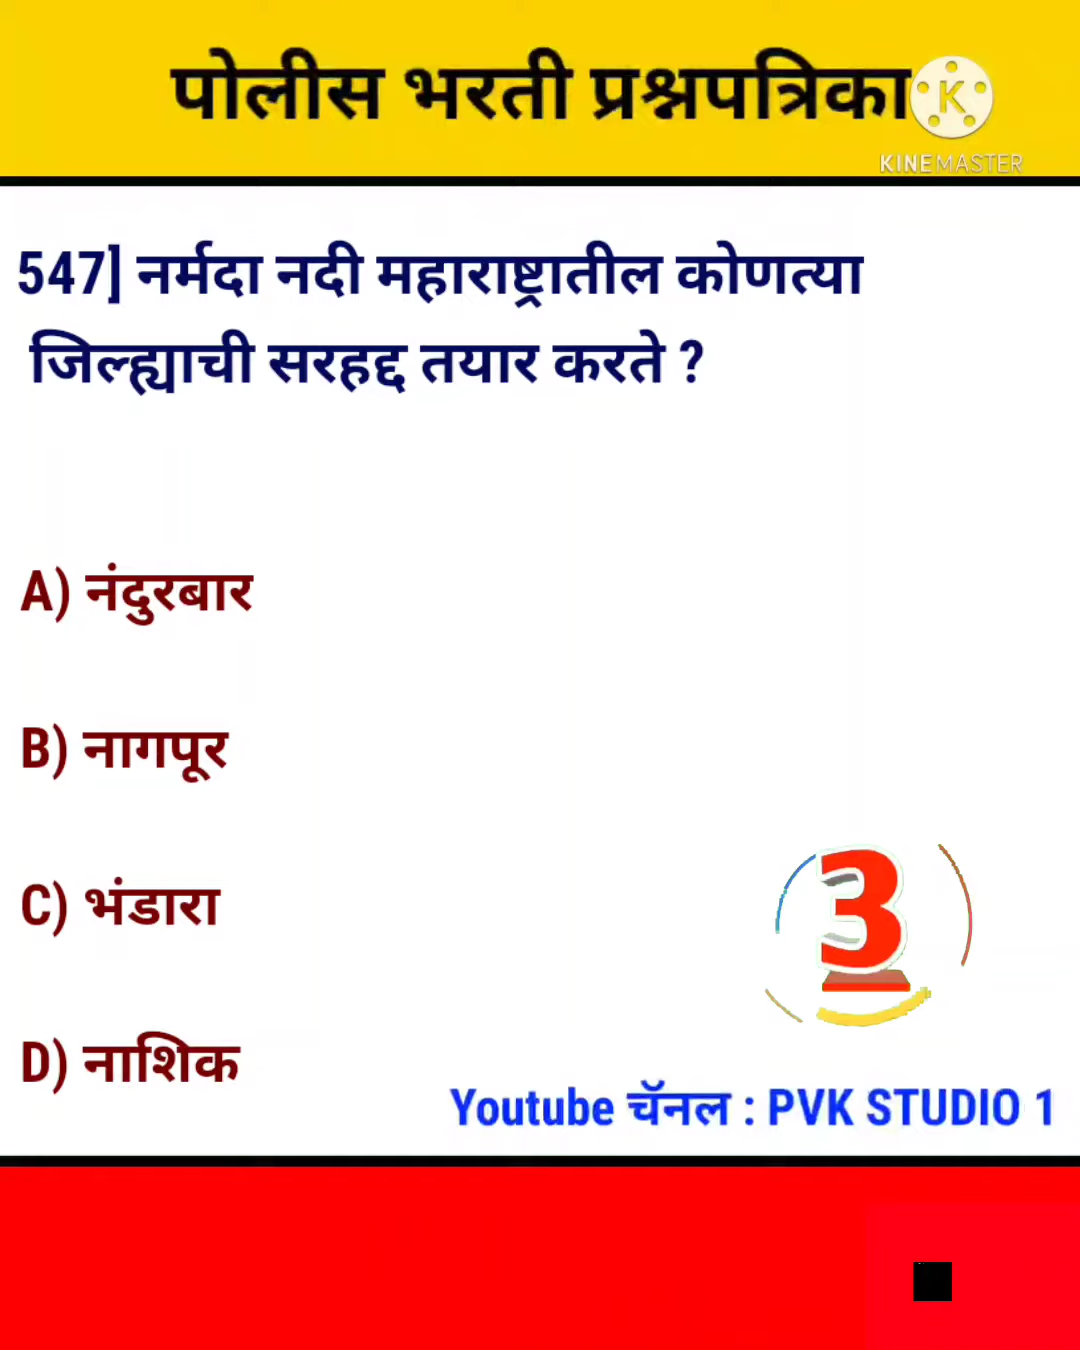 पोलीस भरती प्रश्नपत्रिका
K
KINEMASTER
547] नर्मदा नदी महाराष्ट्रातील कोणत्या
जिल्ह्याची सरहद्द तयार करते ?
A) नंदुरबार
B) नागपूर
C) भंडारा
3
D) नाशिक
Youtube चॅनल : PVK STUDIO 1